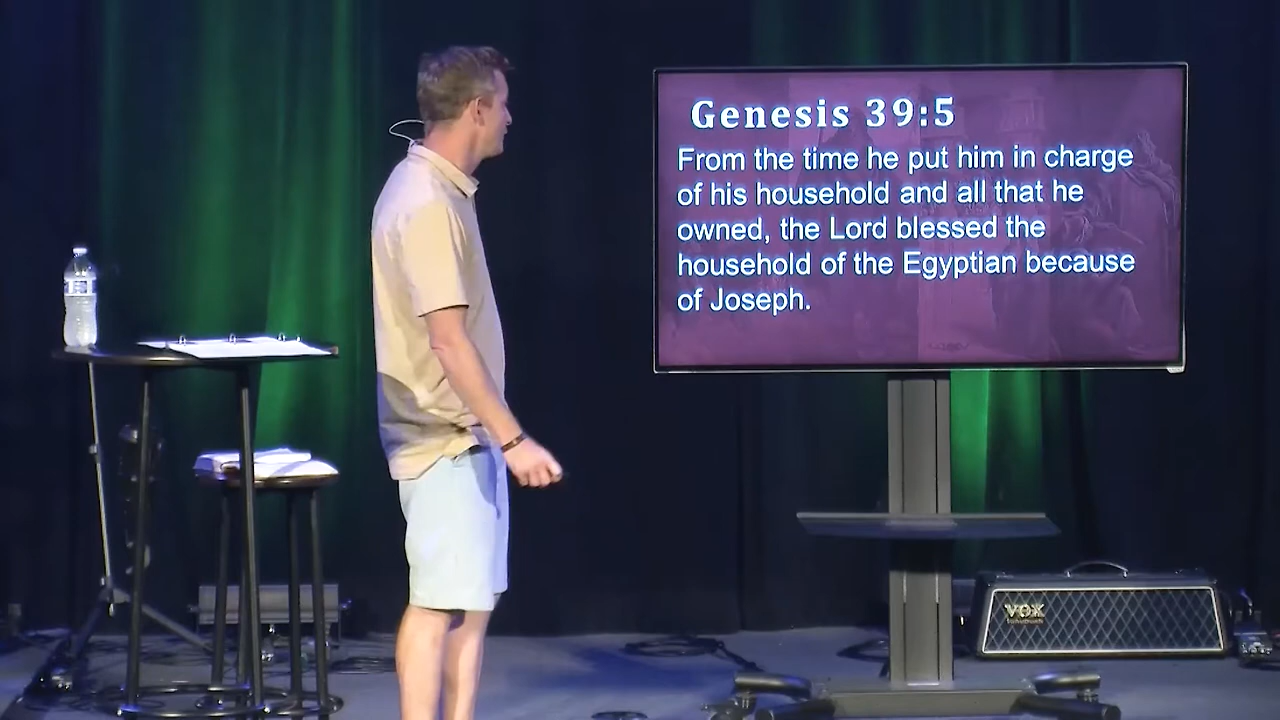 Genesis 39:5
From the time he put him in charge
of his household and all that he
owned, the Lord blessed the
household of the Egyptian because
of Joseph.
VOX